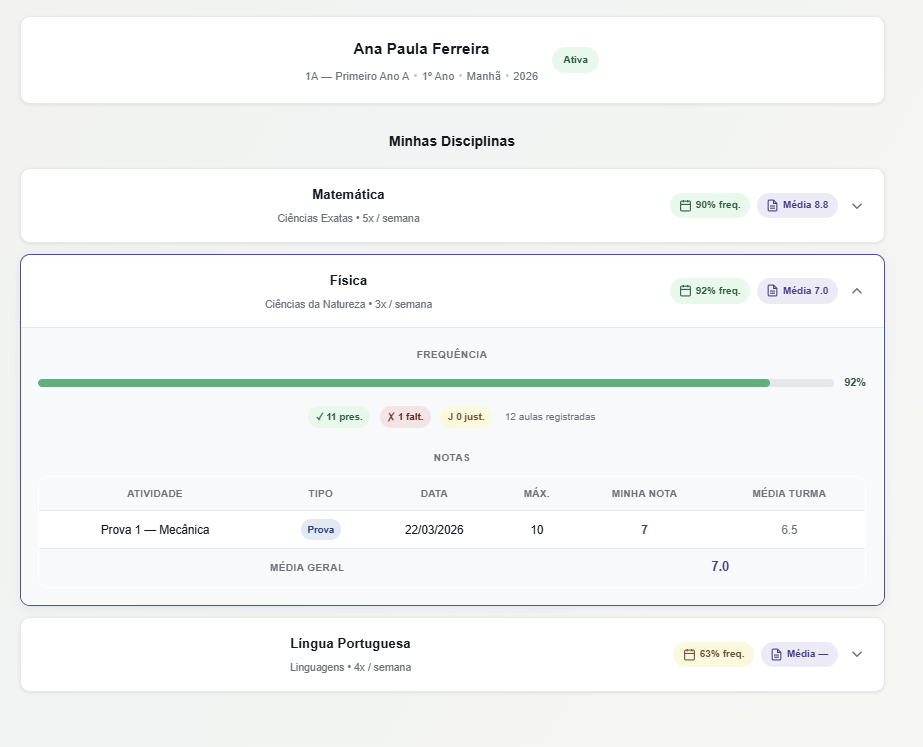 Ana Paula Ferreira
Ativa
1A — Primeiro Ano A • 1º Ano • Manhã • 2026
Minhas Disciplinas
Matemática
Ciências Exatas • 5x / semana
90% freq.
Média 8.8
Física
Ciências da Natureza • 3x / semana
92% freq.
Média 7.0
FREQUÊNCIA
92%
✓ 11 pres. ✗ 1 falt. J 0 just. 12 aulas registradas
NOTAS
ATIVIDADE TIPO DATA MÁX. MINHA NOTA MÉDIA TURMA
Prova 1 — Mecânica Prova 22/03/2026 10 7 6.5
MÉDIA GERAL 7.0
Língua Portuguesa
Linguagens • 4x / semana
63% freq.
Média —